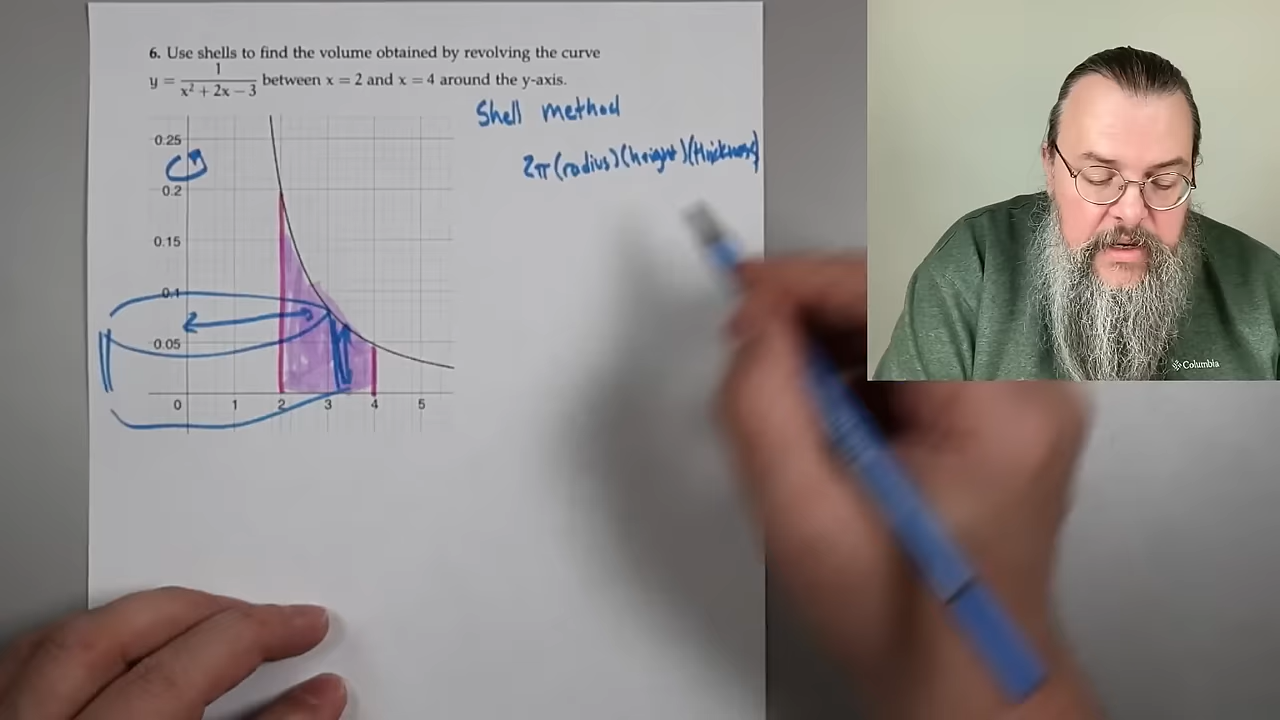 6. Use shells to find the volume obtained by revolving the curve
y = 1 / (x² + 2x − 3) between x = 2 and x = 4 around the y-axis.
Shell method
2π(radius)(height)(thickness)
0.25
0.2
0.15
0.1
0.05
0 1 2 3 4 5
Columbia